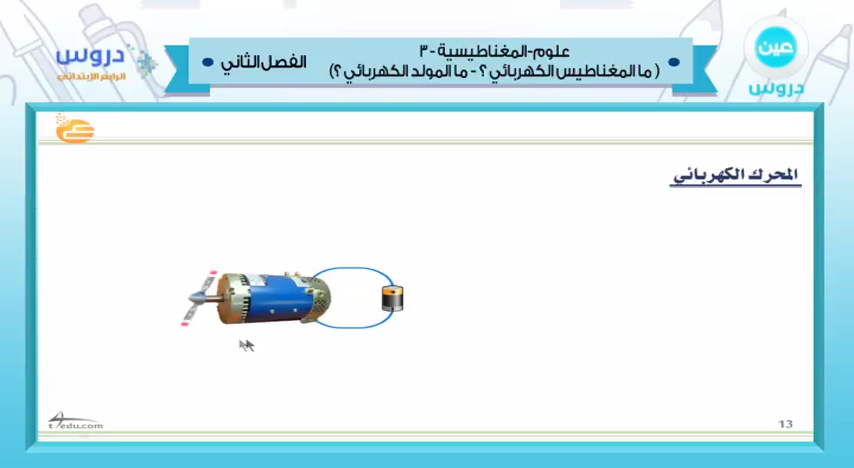 علوم-المغناطيسية - ٣
( ما المغناطيس الكهربائي ؟ - ما المولد الكهربائي ؟)
الفصل الثاني
عين
دروس
دروس
الرابع الإبتدائي
المحرك الكهربائي
t4edu.com
13